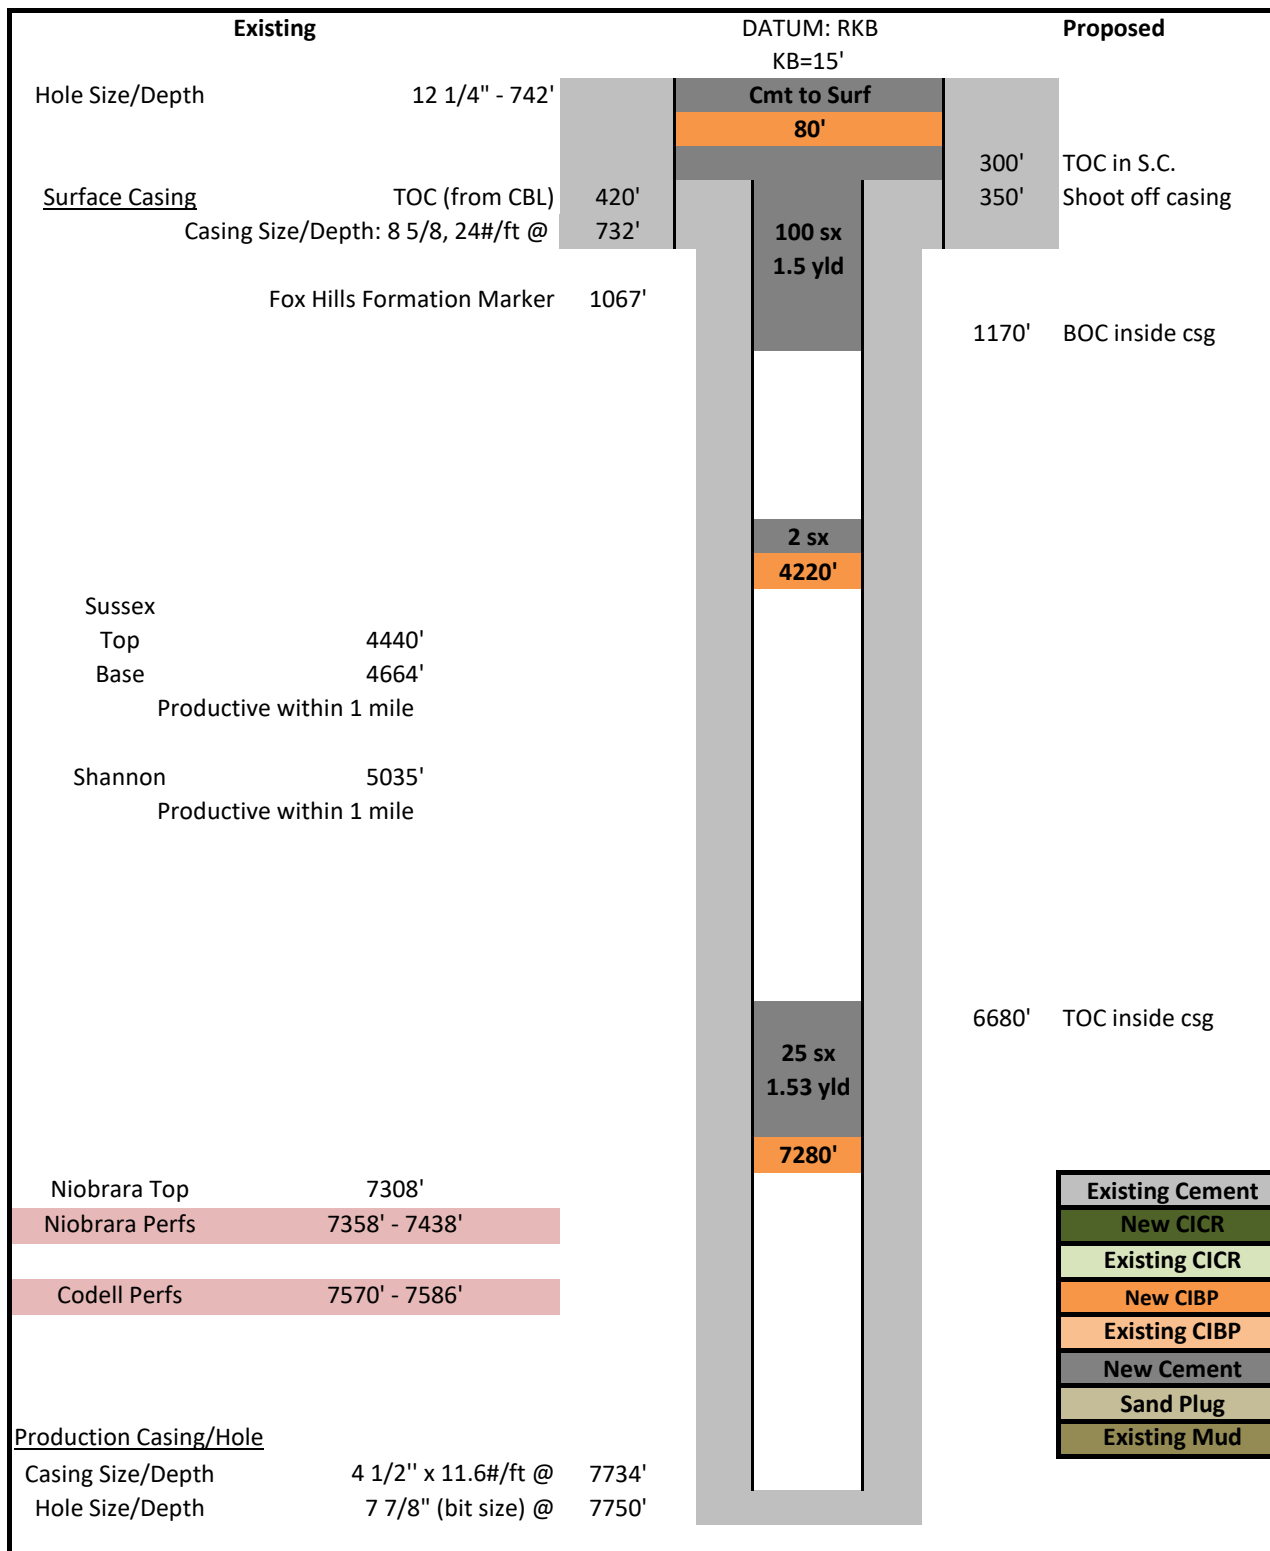 Existing DATUM: RKB Proposed
KB=15'
Hole Size/Depth 12 1/4" - 742' Cmt to Surf
80'
300' TOC in S.C.
Surface Casing TOC (from CBL) 420' 350' Shoot off casing
Casing Size/Depth: 8 5/8, 24#/ft @ 732' 100 sx
1.5 yld
Fox Hills Formation Marker 1067'
1170' BOC inside csg
2 sx
4220'
Sussex
Top 4440'
Base 4664'
Productive within 1 mile
Shannon 5035'
Productive within 1 mile
6680' TOC inside csg
25 sx
1.53 yld
7280'
Niobrara Top 7308' Existing Cement
Niobrara Perfs 7358' - 7438' New CICR
Existing CICR
Codell Perfs 7570' - 7586' New CIBP
Existing CIBP
New Cement
Sand Plug
Production Casing/Hole Existing Mud
Casing Size/Depth 4 1/2'' x 11.6#/ft @ 7734'
Hole Size/Depth 7 7/8" (bit size) @ 7750'